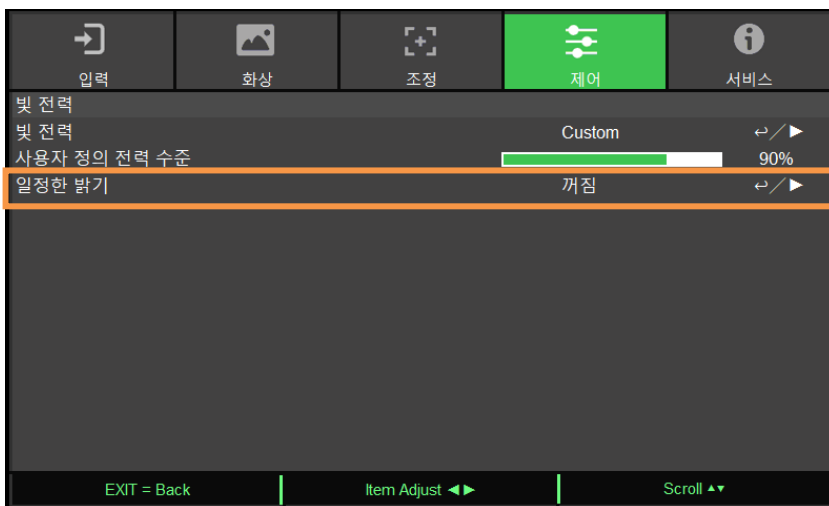 입력 화상 조정 제어 서비스
빛 전력
빛 전력 Custom ↩／▶
사용자 정의 전력 수준 90%
일정한 밝기 꺼짐 ↩／▶
EXIT = Back Item Adjust ◀▶ Scroll ▲▼